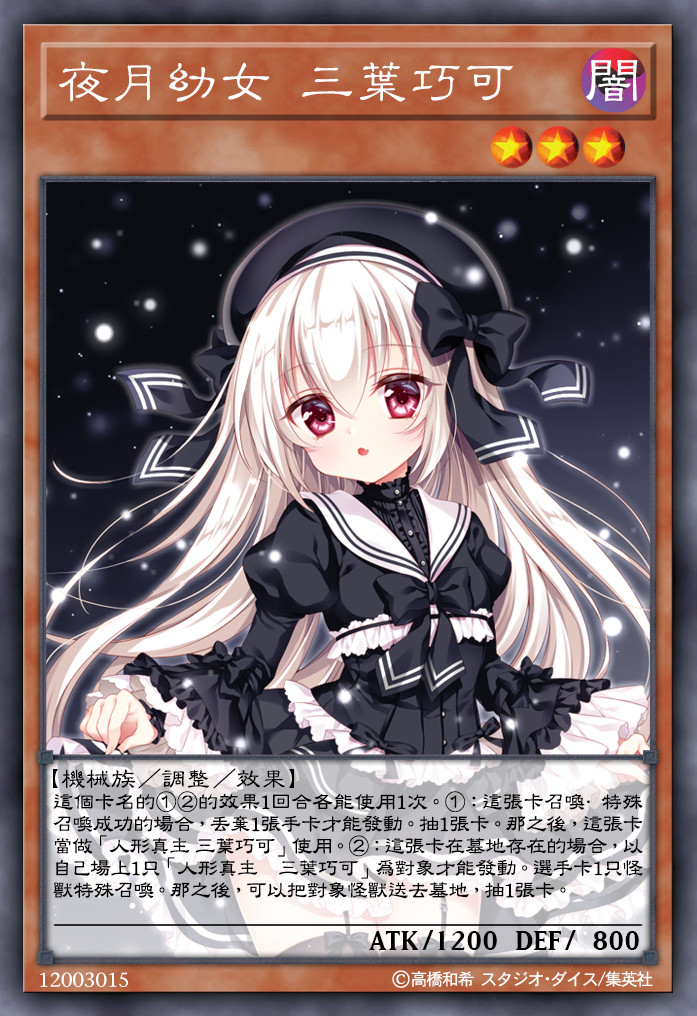 夜月幼女 三葉巧可
闇
【機械族／調整／效果】
這個卡名的①②的效果1回合各能使用1次。①：這張卡召喚·特殊
召喚成功的場合，丟棄1張手卡才能發動。抽1張卡。那之後，這張卡
當做「人形真主 三葉巧可」使用。②：這張卡在墓地存在的場合，以
自己場上1只「人形真主　三葉巧可」為對象才能發動。選手卡1只怪
獸特殊召喚。那之後，可以把對象怪獸送去墓地，抽1張卡。
ATK/1200 DEF/ 800
12003015 ©高橋和希 スタジオ・ダイス/集英社